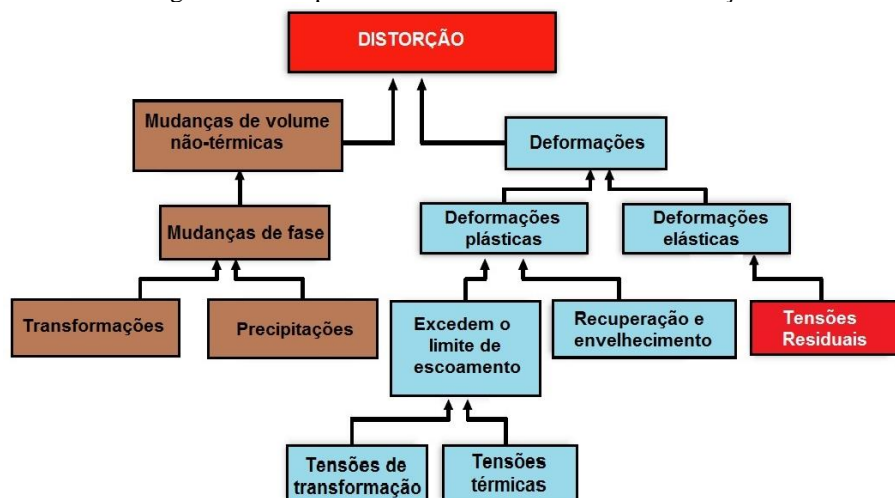 DISTORÇÃO
Mudanças de volume
não-térmicas
Deformações
Mudanças de fase
Deformações
plásticas
Deformações
elásticas
Transformações
Precipitações
Excedem o
limite de
escoamento
Recuperação e
envelhecimento
Tensões
Residuais
Tensões de
transformação
Tensões
térmicas